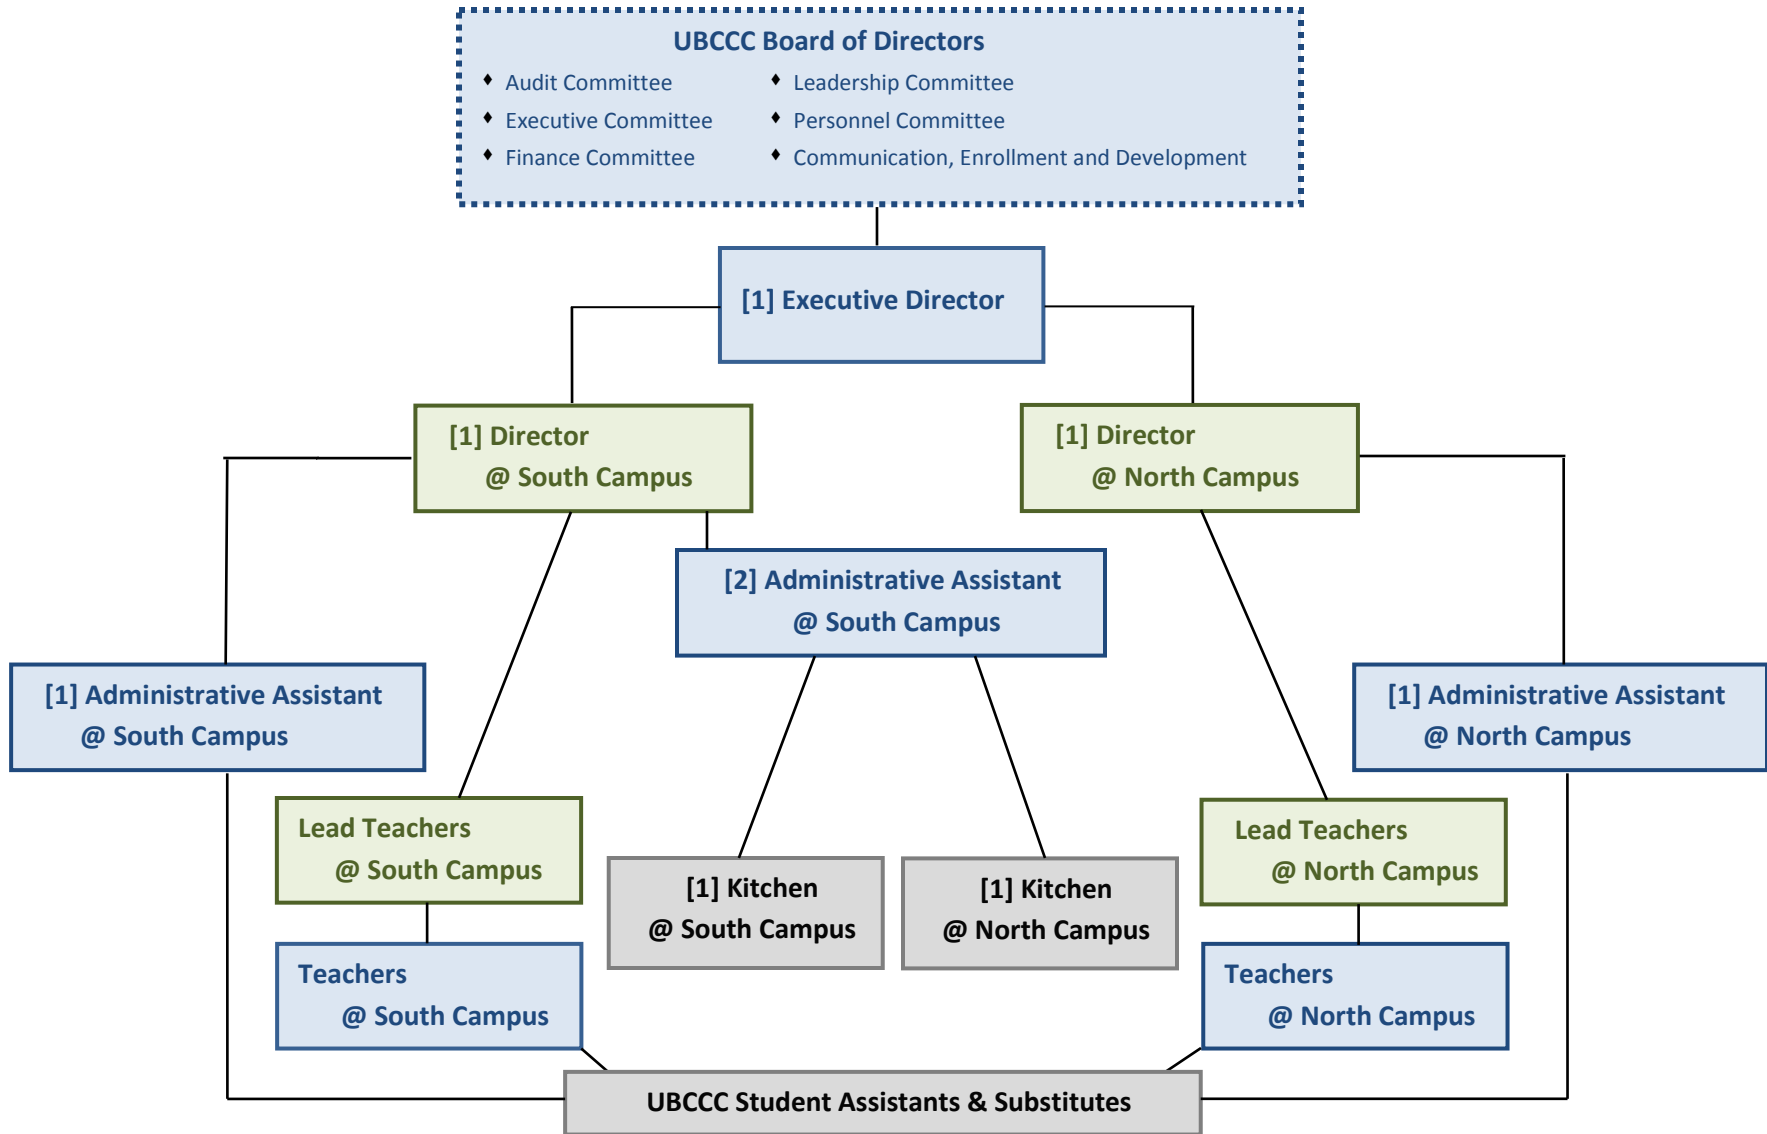 UBCCC Board of Directors
♦ Audit Committee
♦ Leadership Committee
♦ Executive Committee
♦ Personnel Committee
♦ Finance Committee
♦ Communication, Enrollment and Development
[1] Executive Director
[1] Director
@ South Campus
[1] Director
@ North Campus
[2] Administrative Assistant
@ South Campus
[1] Administrative Assistant
@ South Campus
[1] Administrative Assistant
@ North Campus
Lead Teachers
@ South Campus
Lead Teachers
@ North Campus
[1] Kitchen
@ South Campus
[1] Kitchen
@ North Campus
Teachers
@ South Campus
Teachers
@ North Campus
UBCCC Student Assistants & Substitutes